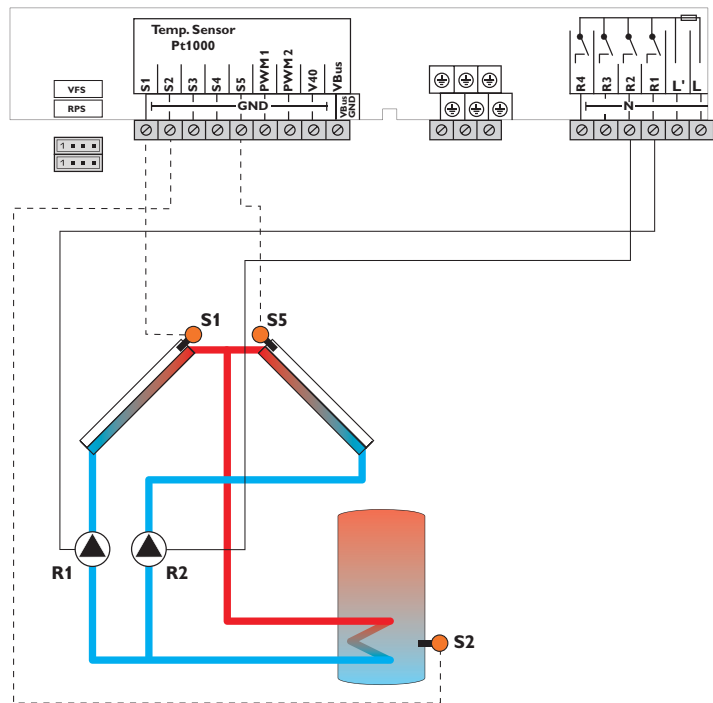 Temp. Sensor
Pt1000
S1
S2
S3
S4
S5
PWM 1
PWM 2
V40
VBus
GND
VBus
GND
VFS
RPS
1
1
R4
R3
R2
R1
L'
L
N
S1
S5
R1
R2
S2